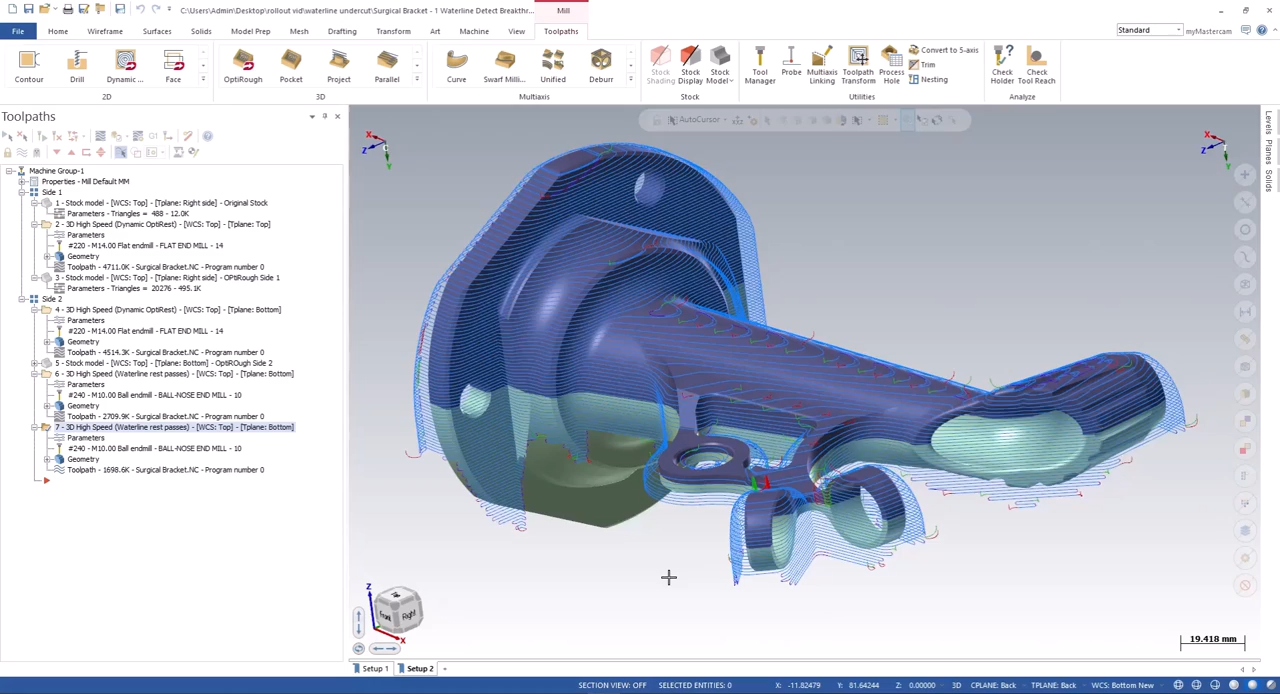 C:\Users\Admin\Desktop\rollout vid\waterline undercut\Surgical Bracket - 1 Waterline Detect Breakthr...
Mill
File
Home
Wireframe
Surfaces
Solids
Model Prep
Mesh
Drafting
Transform
Art
Machine
View
Toolpaths
Standard
myMastercam
Contour
Drill
Dynamic ...
Face
2D
OptiRough
Pocket
Project
Parallel
3D
Curve
Swarf Milli...
Unified
Deburr
Multiaxis
Stock Shading
Stock Display
Stock Model
Stock
Tool Manager
Probe
Multiaxis Linking
Toolpath Transform
Process Hole
Convert to 5-axis
Trim
Nesting
Utilities
Check Holder
Check Tool Reach
Analyze
Toolpaths
G1
AutoCursor
Levels
Planes
Solids
Machine Group-1
Properties - Mill Default MM
Side 1
1 - Stock model - [WCS: Top] - [Tplane: Right side] - Original Stock
Parameters - Triangles = 488 - 12.0K
2 - 3D High Speed (Dynamic OptiRest) - [WCS: Top] - [Tplane: Top]
Parameters
#220 - M14.00 Flat endmill - FLAT END MILL - 14
Geometry
Toolpath - 4711.0K - Surgical Bracket.NC - Program number 0
3 - Stock model - [WCS: Top] - [Tplane: Right side] - OPtiRough Side 1
Parameters - Triangles = 20276 - 495.1K
Side 2
4 - 3D High Speed (Dynamic OptiRest) - [WCS: Top] - [Tplane: Bottom]
Parameters
#220 - M14.00 Flat endmill - FLAT END MILL - 14
Geometry
Toolpath - 4514.3K - Surgical Bracket.NC - Program number 0
5 - Stock model - [WCS: Top] - [Tplane: Bottom] - OptiROugh Side 2
6 - 3D High Speed (Waterline rest passes) - [WCS: Top] - [Tplane: Bottom]
Parameters
#240 - M10.00 Ball endmill - BALL-NOSE END MILL - 10
Geometry
Toolpath - 2709.9K - Surgical Bracket.NC - Program number 0
7 - 3D High Speed (Waterline rest passes) - [WCS: Top] - [Tplane: Bottom]
Parameters
#240 - M10.00 Ball endmill - BALL-NOSE END MILL - 10
Geometry
Toolpath - 1698.6K - Surgical Bracket.NC - Program number 0
X
Z
Y
X
Z
Y
Z
Top
Front
Right
X
19.418 mm
Setup 1
Setup 2
+
SECTION VIEW: OFF
SELECTED ENTITIES: 0
X: -11.82479
Y: 81.64244
Z: 0.00000
3D
CPLANE: Back
TPLANE: Back
WCS: Bottom New